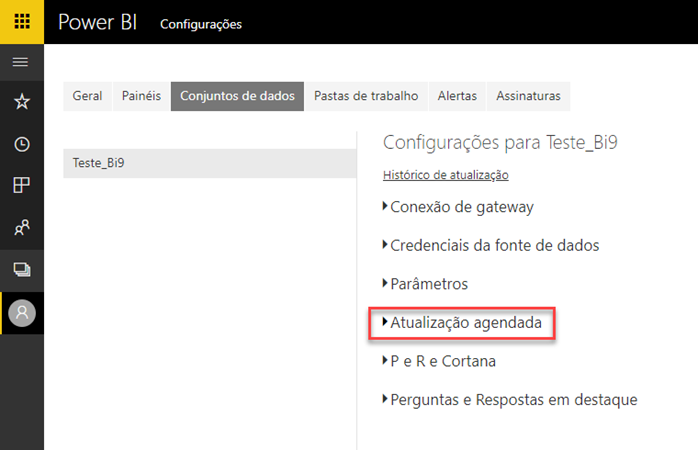 Power BI Configurações
Geral Painéis Conjuntos de dados Pastas de trabalho Alertas Assinaturas
Teste_Bi9
Configurações para Teste_Bi9
Histórico de atualização
Conexão de gateway
Credenciais da fonte de dados
Parâmetros
Atualização agendada
P e R e Cortana
Perguntas e Respostas em destaque